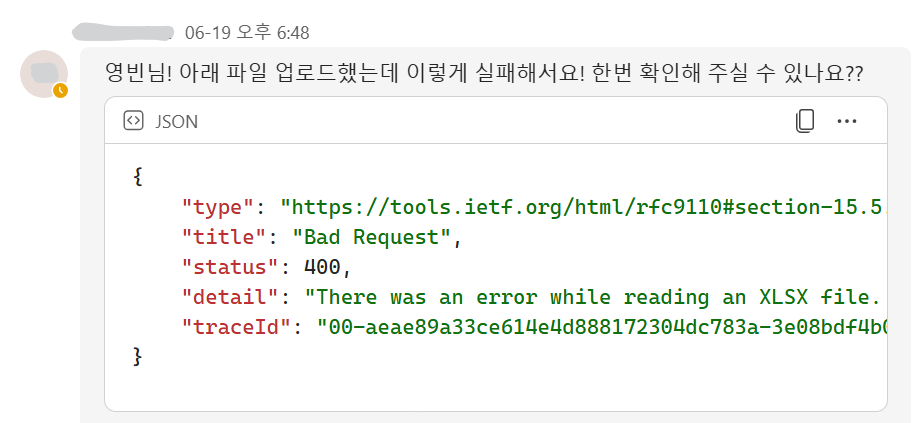 06-19 오후 6:48
영빈님! 아래 파일 업로드했는데 이렇게 실패해서요! 한번 확인해 주실 수 있나요??
JSON
{
"type": "https://tools.ietf.org/html/rfc9110#section-15.5.
"title": "Bad Request",
"status": 400,
"detail": "There was an error while reading an XLSX file.
"traceId": "00-aeae89a33ce614e4d888172304dc783a-3e08bdf4b0
}